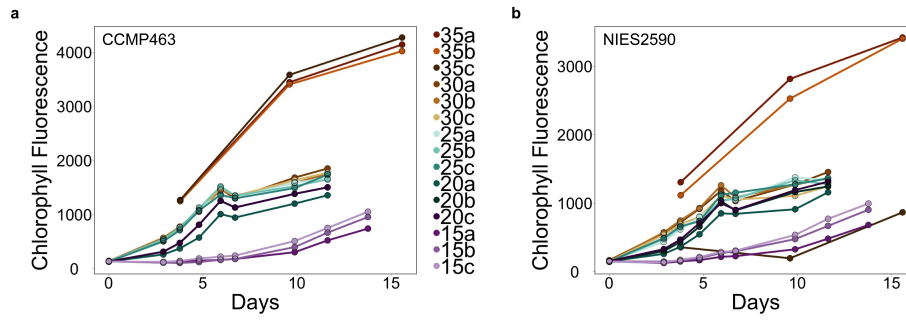 a
CCMP463
Chlorophyll Fluorescence
4000
3000
2000
1000
0
0
5
10
15
Days
35a
35b
35c
30a
30b
30c
25a
25b
25c
20a
20b
20c
15a
15b
15c
b
NIES2590
Chlorophyll Fluorescence
3000
2000
1000
0
0
5
10
15
Days